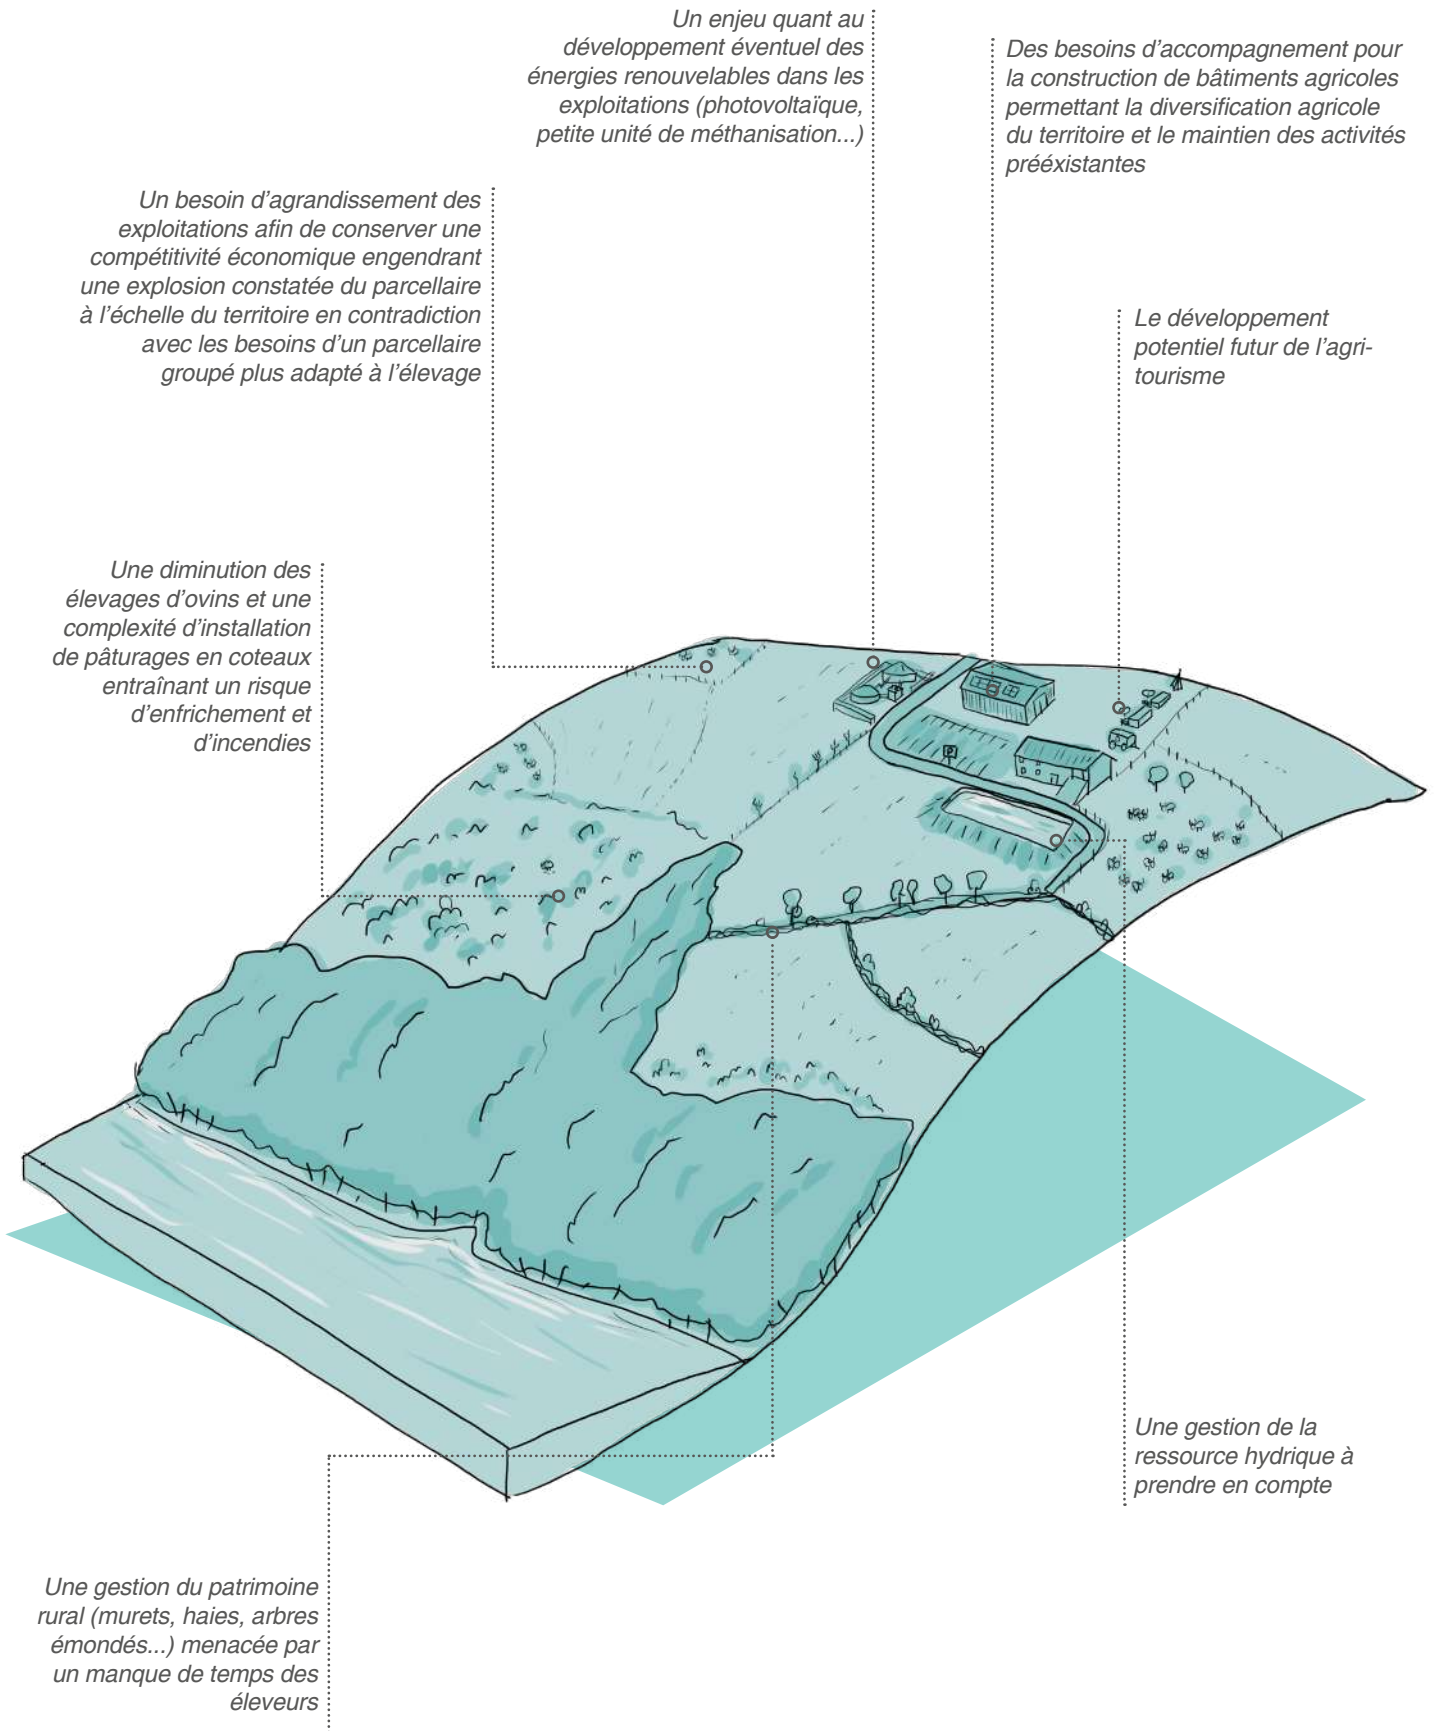 Un enjeu quant au
développement éventuel des
énergies renouvelables dans les
exploitations (photovoltaïque,
petite unité de méthanisation...)
Des besoins d'accompagnement pour
la construction de bâtiments agricoles
permettant la diversification agricole
du territoire et le maintien des activités
prééxistantes
Un besoin d'agrandissement des
exploitations afin de conserver une
compétitivité économique engendrant
une explosion constatée du parcellaire
à l'échelle du territoire en contradiction
avec les besoins d'un parcellaire
groupé plus adapté à l'élevage
Le développement
potentiel futur de l'agri-
tourisme
Une diminution des
élevages d'ovins et une
complexité d'installation
de pâturages en coteaux
entraînant un risque
d'enfrichement et
d'incendies
P
Une gestion de la
ressource hydrique à
prendre en compte
Une gestion du patrimoine
rural (murets, haies, arbres
émondés...) menacée par
un manque de temps des
éleveurs